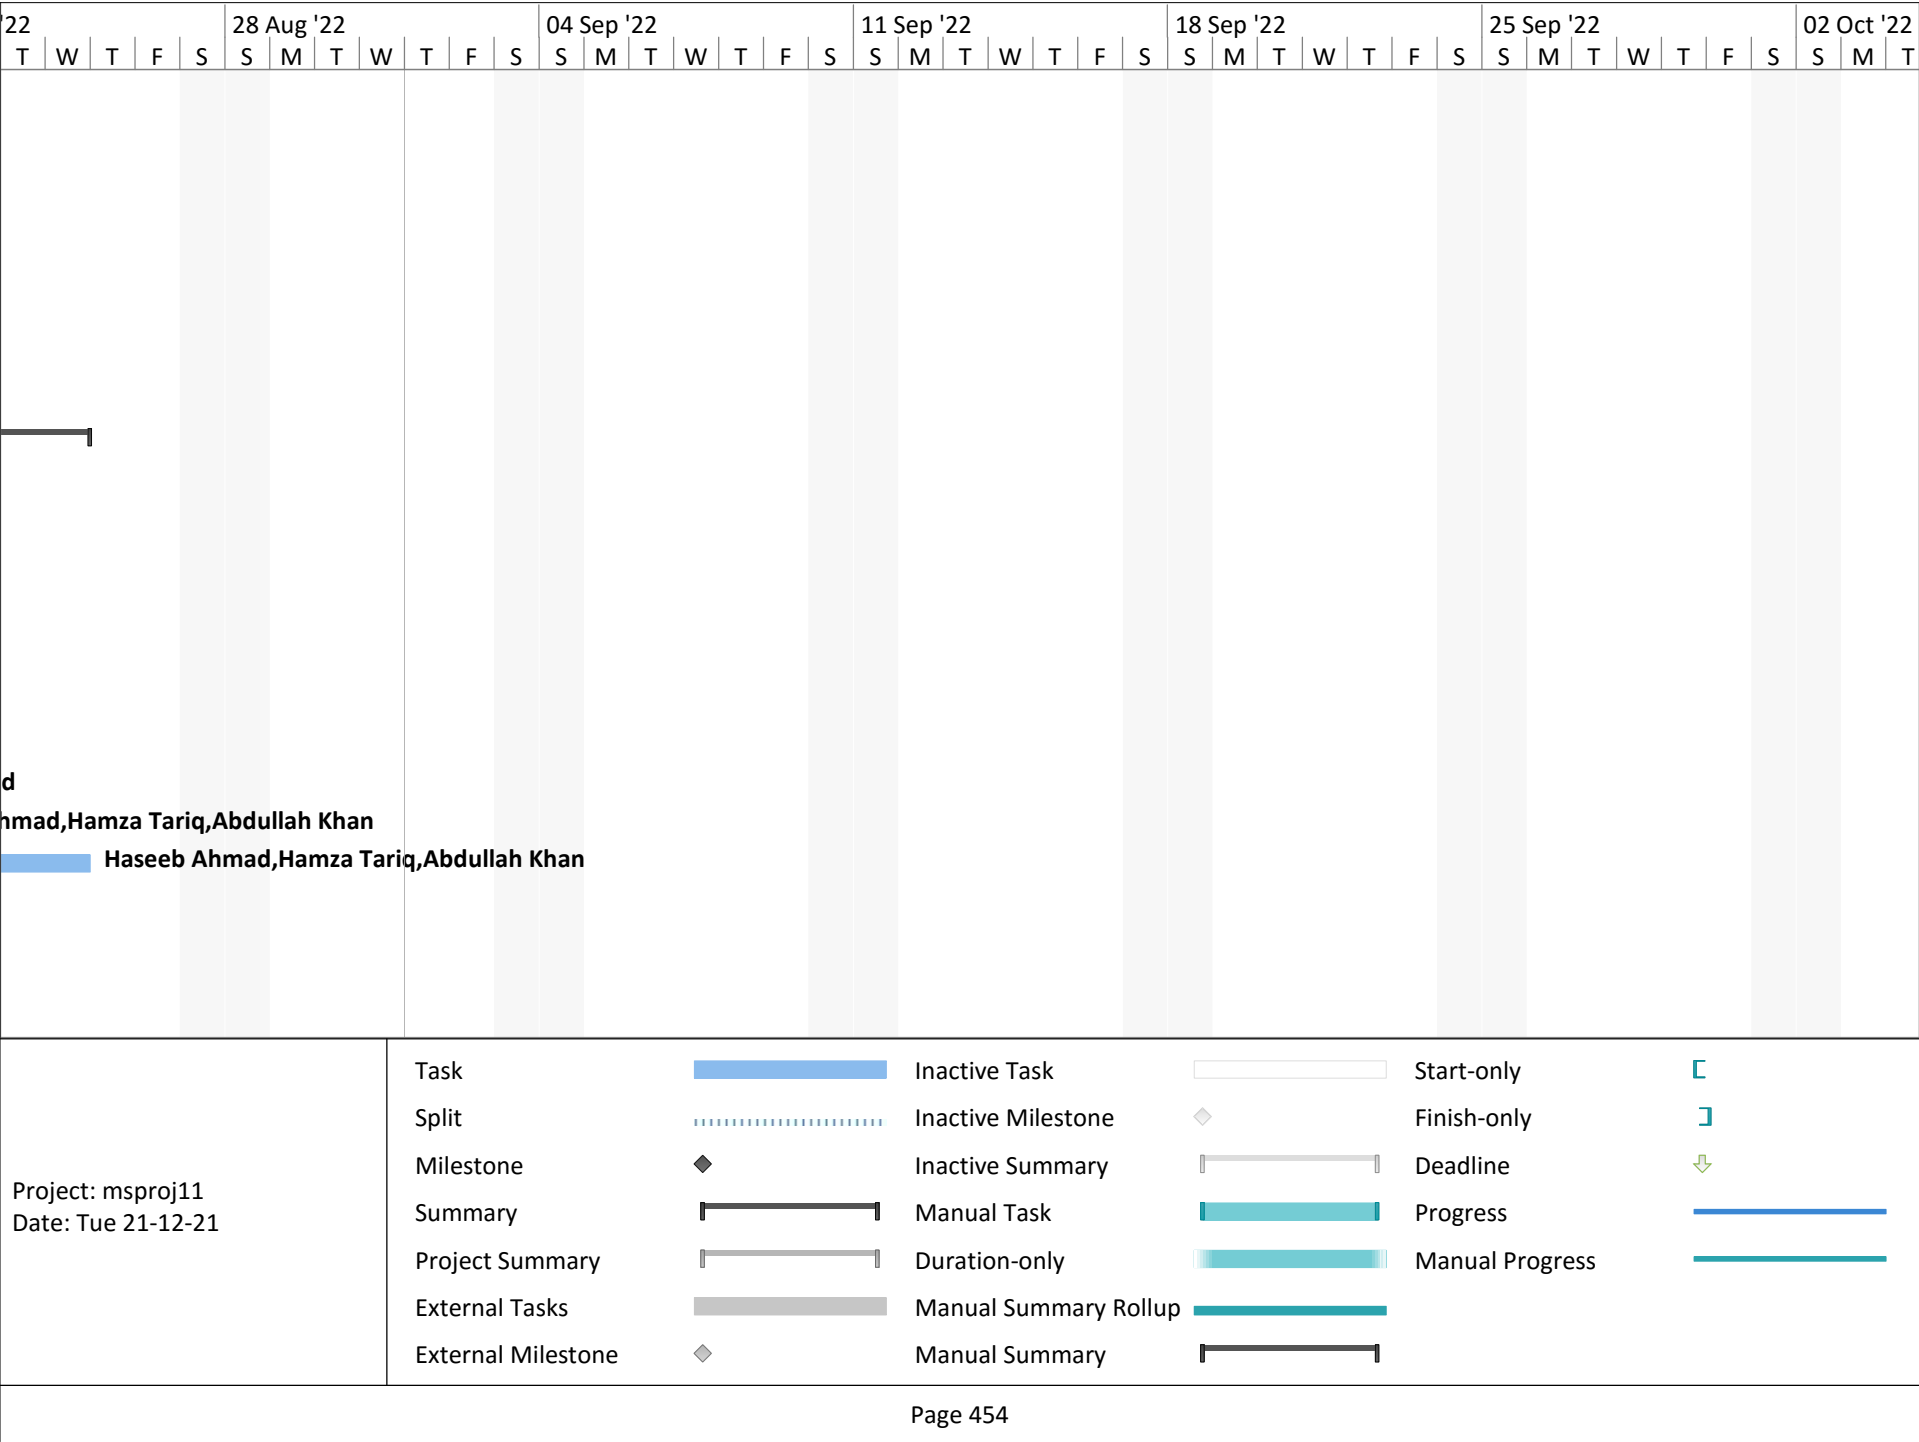 '22 28 Aug '22 04 Sep '22 11 Sep '22 18 Sep '22 25 Sep '22 02 Oct '22
T W T F S S M T W T F S S M T W T F S S M T W T F S S M T W T F S S M T W T F S S M T
d
hmad,Hamza Tariq,Abdullah Khan
Haseeb Ahmad,Hamza Tariq,Abdullah Khan
Project: msproj11
Date: Tue 21-12-21
Task Inactive Task Start-only
Split Inactive Milestone Finish-only
Milestone Inactive Summary Deadline
Summary Manual Task Progress
Project Summary Duration-only Manual Progress
External Tasks Manual Summary Rollup
External Milestone Manual Summary
Page 454